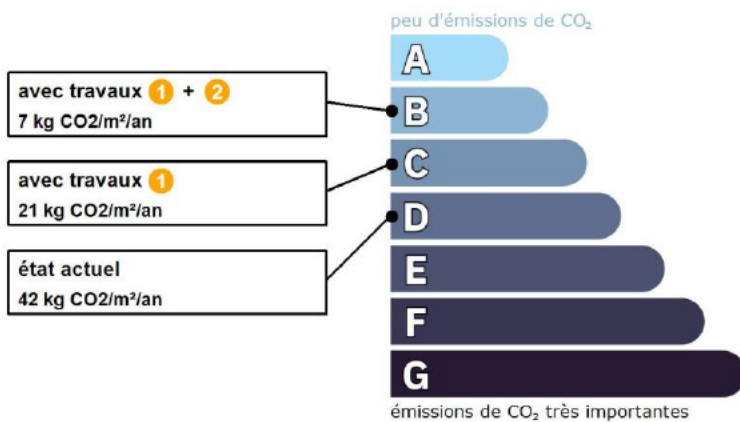 peu d'émissions de CO₂
A
avec travaux 1 + 2
7 kg CO2/m²/an
B
avec travaux 1
21 kg CO2/m²/an
C
D
état actuel
42 kg CO2/m²/an
E
F
G
émissions de CO₂ très importantes